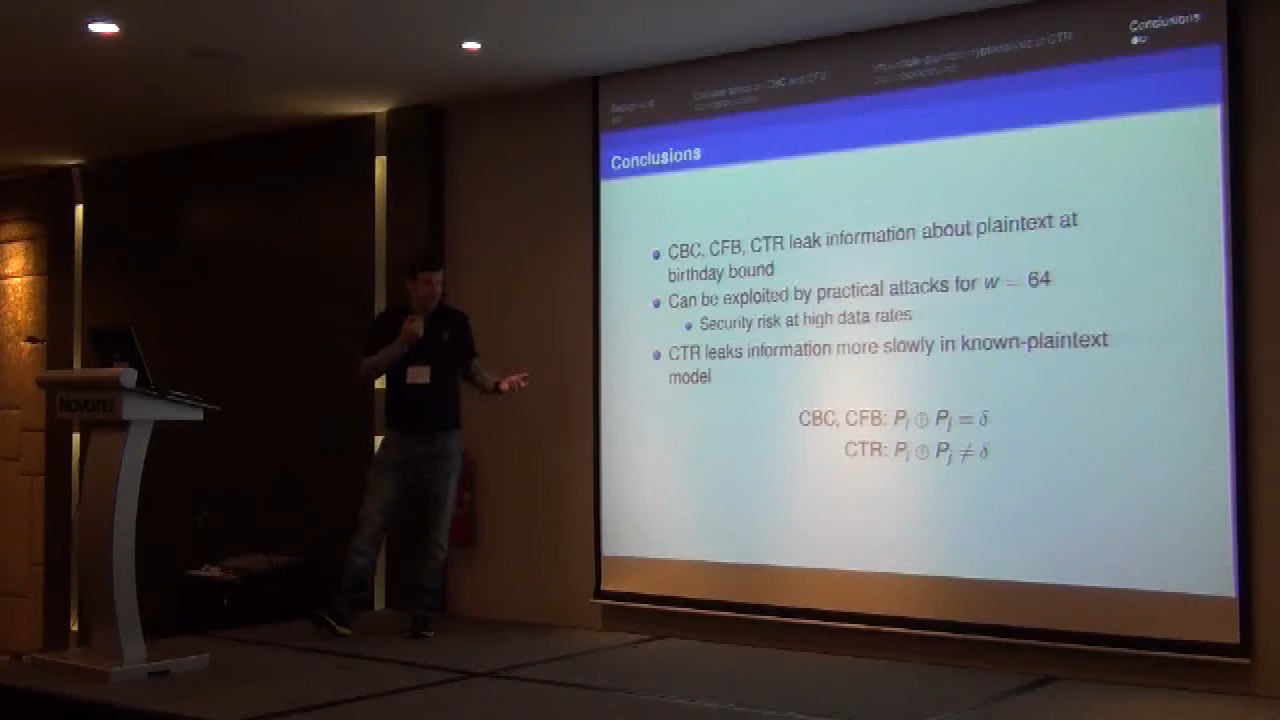 Conclusions
Conclusions
CBC, CFB, CTR leak information about plaintext at
birthday bound
Can be exploited by practical attacks for w = 64
Security risk at high data rates
CTR leaks information more slowly in known-plaintext
model
CBC, CFB: Pᵢ ⊕ Pⱼ = δ
CTR: Pᵢ ⊕ Pⱼ ≠ δ
NOVOTEL